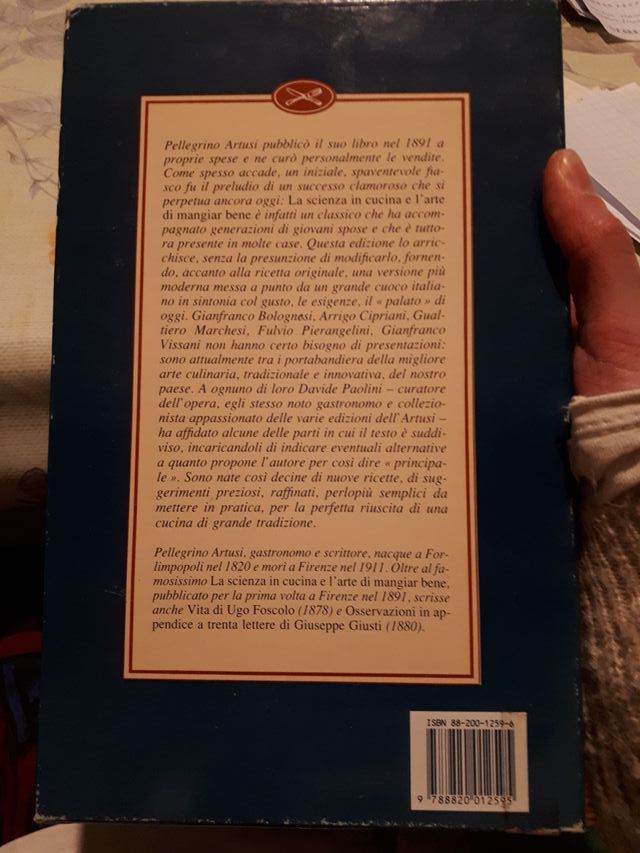 Pellegrino Artusi pubblicò il suo libro nel 1891 a
proprie spese e ne curò personalmente le vendite.
Come spesso accade, un iniziale, spaventevole fia-
sco fu il preludio di un successo clamoroso che si
perpetua ancora oggi: La scienza in cucina e l'arte
di mangiar bene è infatti un classico che ha accom-
pagnato generazioni di giovani spose e che è tutto-
ra presente in molte case. Questa edizione lo arric-
chisce, senza la presunzione di modificarlo, fornen-
do, accanto alla ricetta originale, una versione più
moderna messa a punto da un grande cuoco italia-
no in sintonia col gusto, le esigenze, il « palato » di
oggi. Gianfranco Bolognesi, Arrigo Cipriani, Gual-
tiero Marchesi, Fulvio Pierangelini, Gianfranco
Vissani non hanno certo bisogno di presentazioni:
sono attualmente tra i portabandiera della migliore
arte culinaria, tradizionale e innovativa, del nostro
paese. A ognuno di loro Davide Paolini – curatore
dell'opera, egli stesso noto gastronomo e collezio-
nista appassionato delle varie edizioni dell'Artusi –
ha affidato alcune delle parti in cui il testo è suddi-
viso, incaricandoli di indicare eventuali alternative
a quanto propone l'autore per così dire « principa-
le ». Sono nate così decine di nuove ricette, di sug-
gerimenti preziosi, raffinati, perlopiù semplici da
mettere in pratica, per la perfetta riuscita di una
cucina di grande tradizione.
Pellegrino Artusi, gastronomo e scrittore, nacque a For-
limpopoli nel 1820 e morì a Firenze nel 1911. Oltre al fa-
mosissimo La scienza in cucina e l'arte di mangiar bene,
pubblicato per la prima volta a Firenze nel 1891, scrisse
anche Vita di Ugo Foscolo (1878) e Osservazioni in ap-
pendice a trenta lettere di Giuseppe Giusti (1880).
ISBN 88-200-1259-6
9 788820 012595